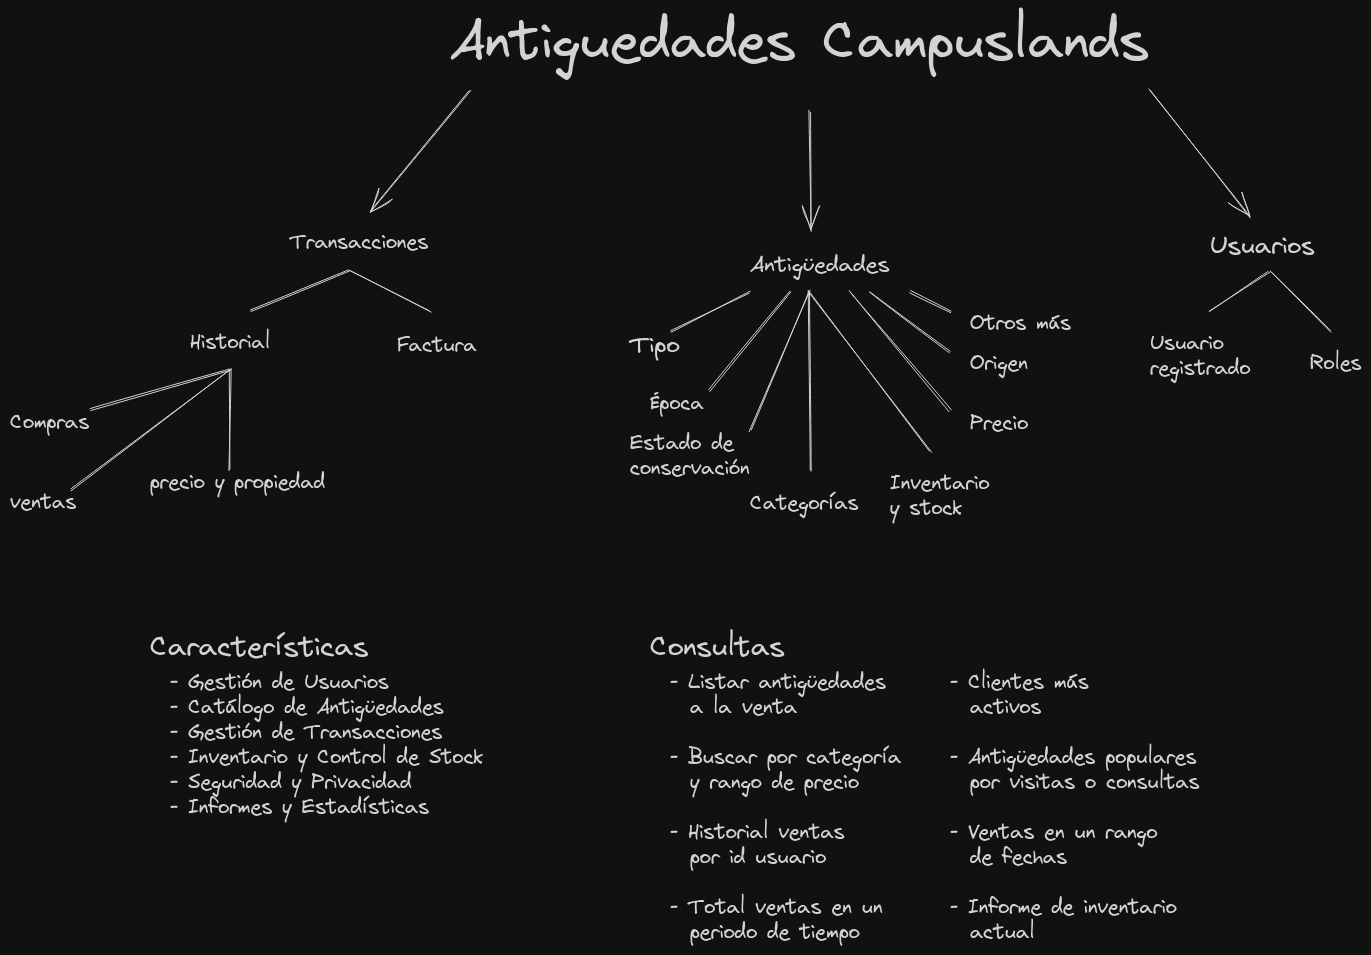 Antiguedades Campuslands
Transacciones
Historial
Factura
Compras
ventas
precio y propiedad
Antigüedades
Tipo
Época
Estado de
conservación
Categorías
Inventario
y stock
Precio
Origen
Otros más
Usuarios
Usuario
registrado
Roles
Características
- Gestión de Usuarios
- Catálogo de Antigüedades
- Gestión de Transacciones
- Inventario y Control de Stock
- Seguridad y Privacidad
- Informes y Estadísticas
Consultas
- Listar antigüedades
a la venta
- Buscar por categoría
y rango de precio
- Historial ventas
por id usuario
- Total ventas en un
periodo de tiempo
- Clientes más
activos
- Antigüedades populares
por visitas o consultas
- Ventas en un rango
de fechas
- Informe de inventario
actual